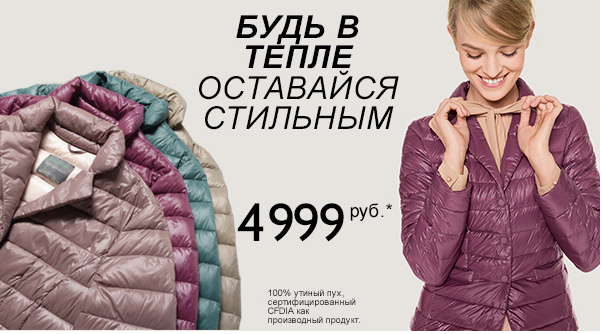 БУДЬ В
ТЕПЛЕ
ОСТАВАЙСЯ
СТИЛЬНЫМ
4999 руб.*
100% утиный пух,
сертифицированный
CFDIA как
производный продукт.